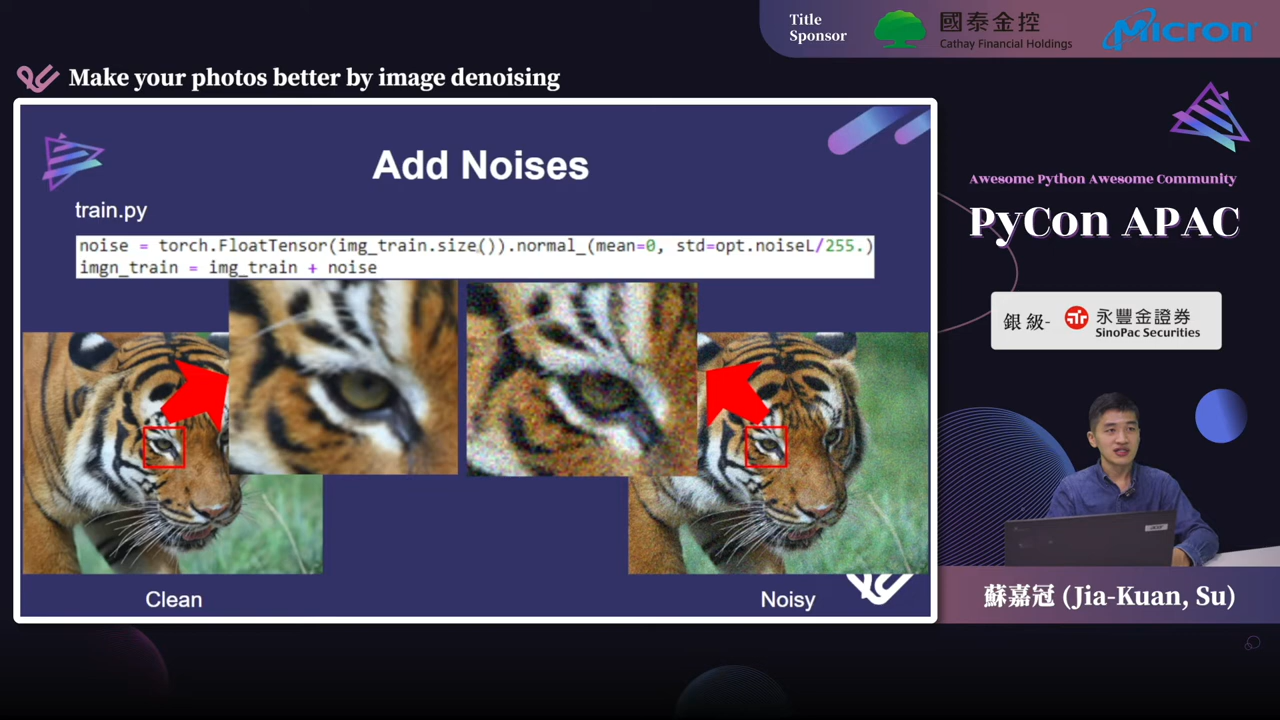 Title
Sponsor
國泰金控
Cathay Financial Holdings
Micron
Make your photos better by image denoising
Add Noises
train.py
noise = torch.FloatTensor(img_train.size()).normal_(mean=0, std=opt.noiseL/255.)
imgn_train = img_train + noise
Clean
Noisy
Awesome Python Awesome Community
PyCon APAC
銀級-
永豐金證券
SinoPac Securities
acer
蘇嘉冠 (Jia-Kuan, Su)